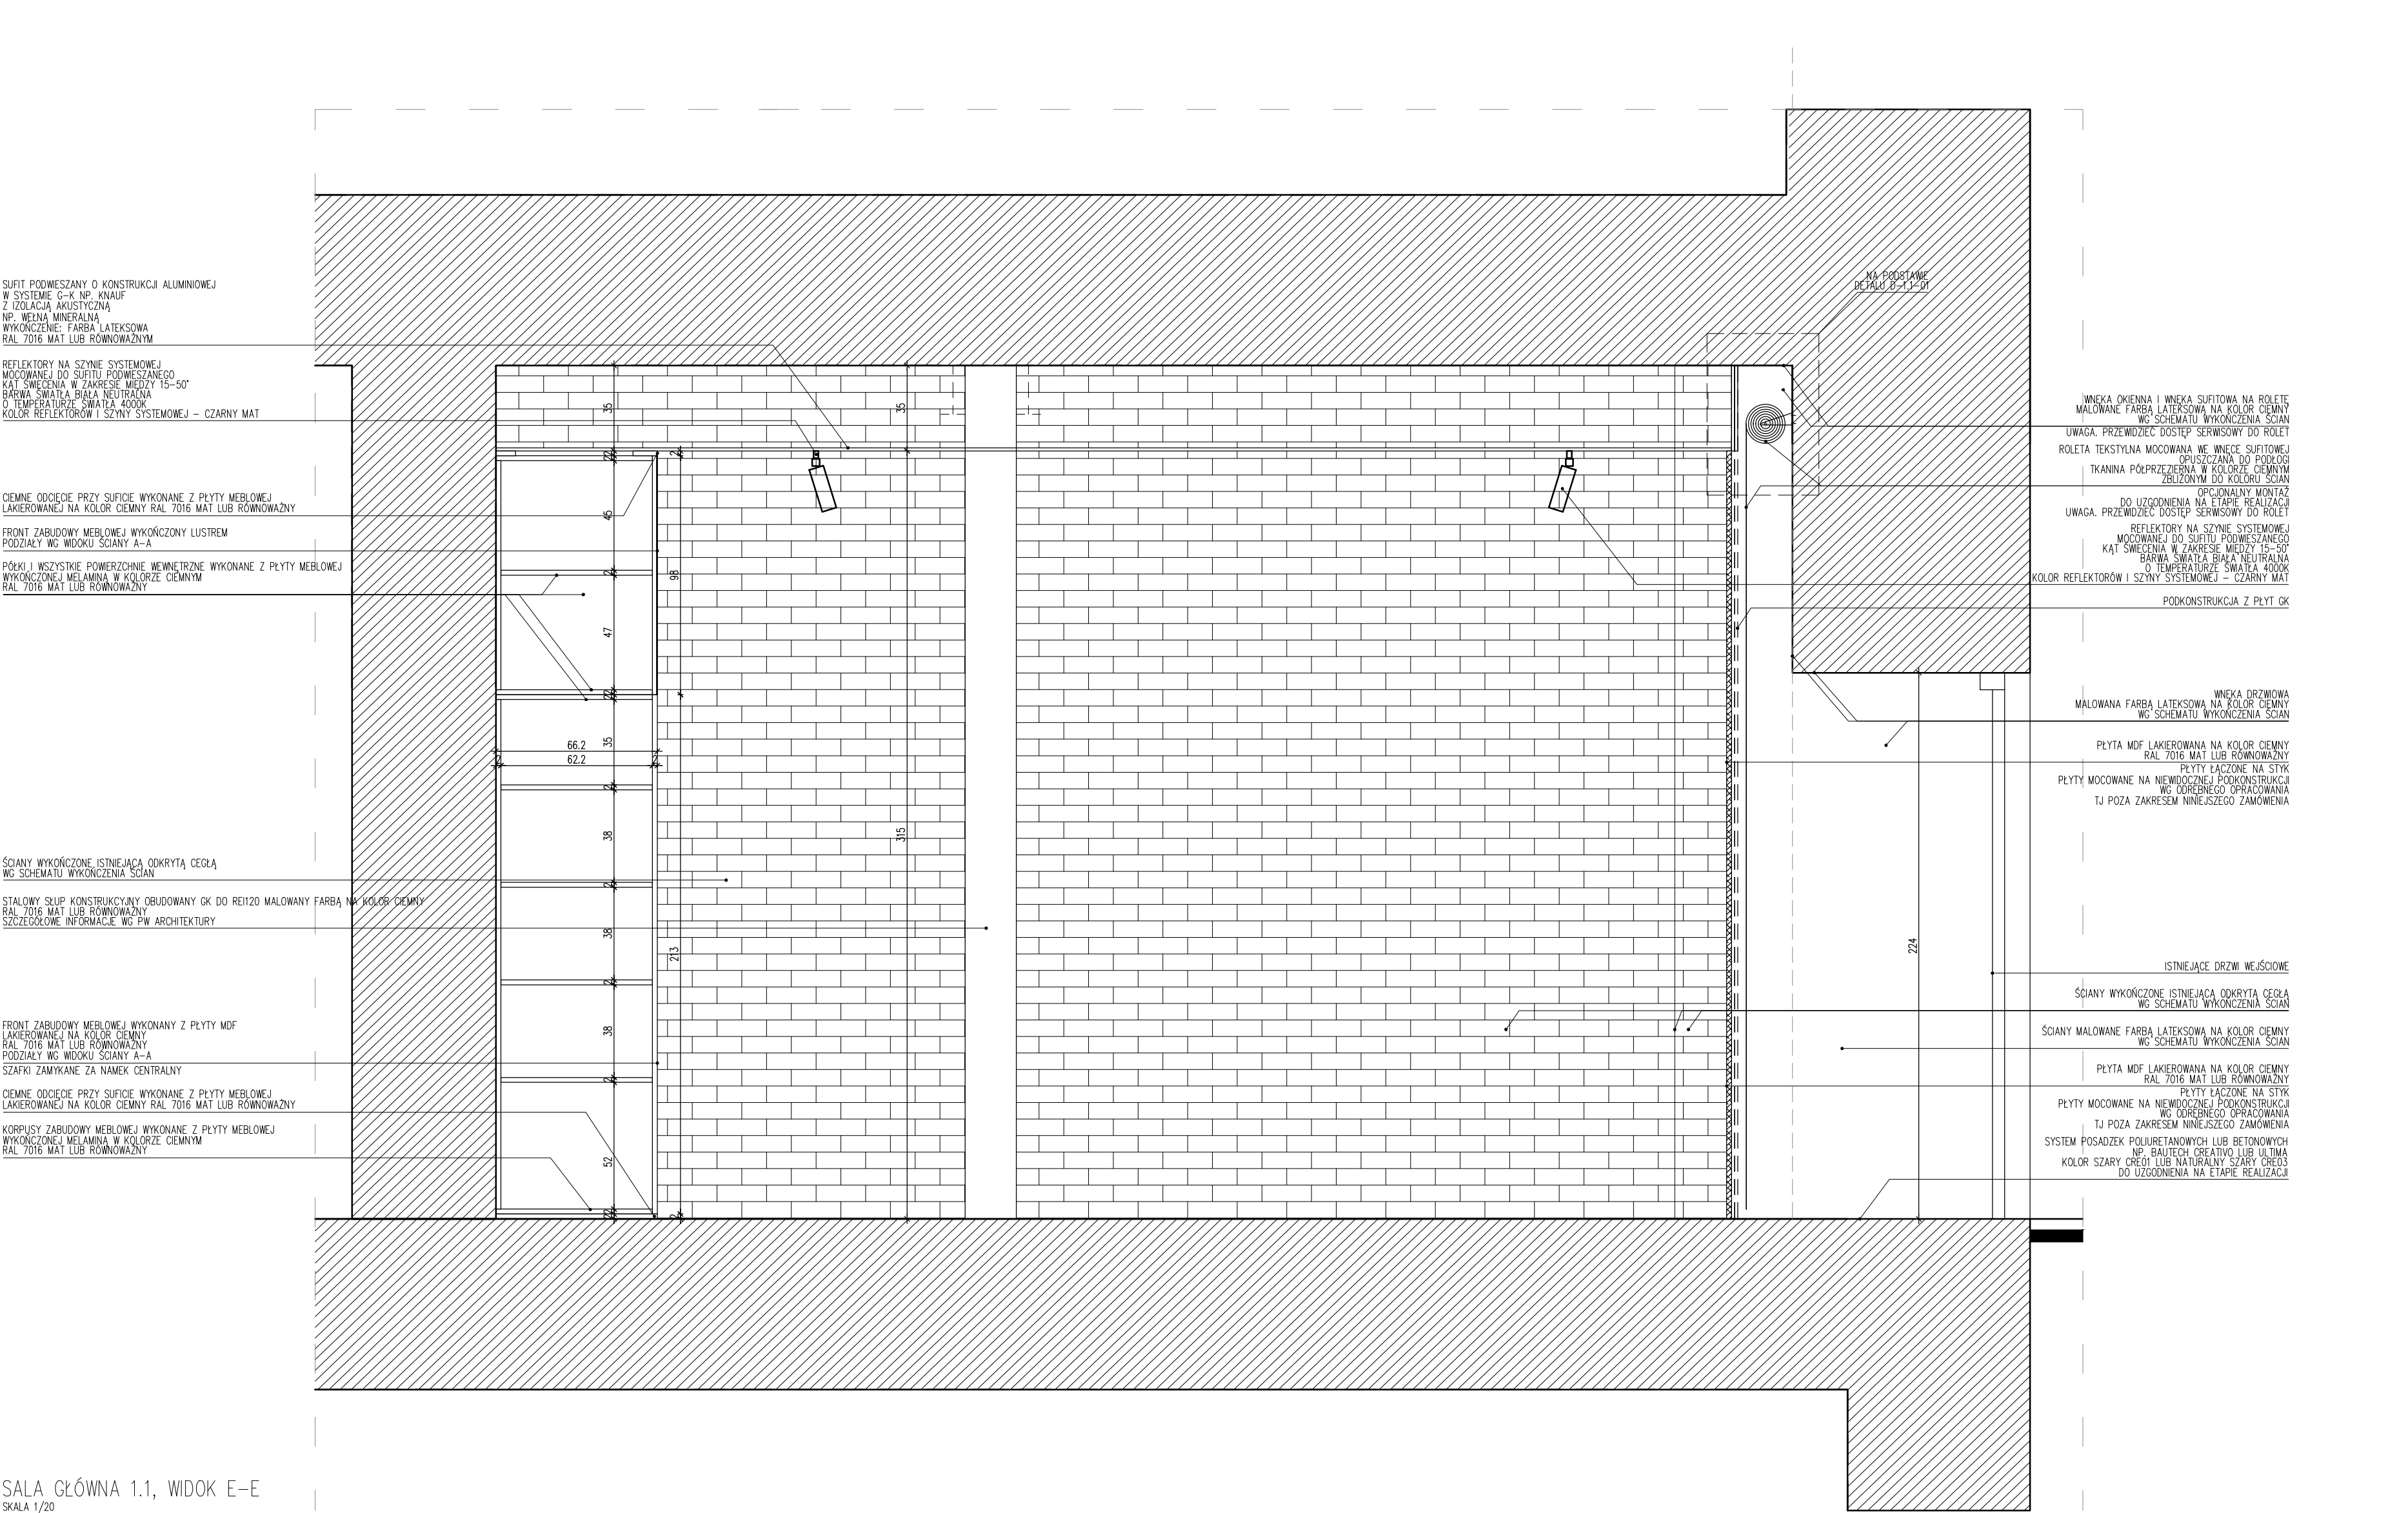 SUFIT PODWIESZANY O KONSTRUKCJI ALUMINIOWEJ
W SYSTEMIE G-K NP. KNAUF
Z IZOLACJĄ AKUSTYCZNĄ
NP. WEŁNĄ MINERALNĄ
WYKOŃCZENIE: FARBA LATEKSOWA
RAL 7016 MAT LUB RÓWNOWAŻNYM
REFLEKTORY NA SZYNIE SYSTEMOWEJ
MOCOWANEJ DO SUFITU PODWIESZANEGO
KĄT ŚWIĘCENIA W ZAKRESIE MIĘDZY 15-50°
BARWA ŚWIATŁA BIAŁA NEUTRALNA
O TEMPERATURZE ŚWIATŁA 4000K
KOLOR REFLEKTORÓW I SZYNY SYSTEMOWEJ - CZARNY MAT
CIEMNE ODCIĘCIE PRZY SUFICIE WYKONANE Z PŁYTY MEBLOWEJ
LAKIEROWANEJ NA KOLOR CIEMNY RAL 7016 MAT LUB RÓWNOWAŻNY
FRONT ZABUDOWY MEBLOWEJ WYKOŃCZONY LUSTREM
PODZIAŁY WG WIDOKU ŚCIANY A-A
PÓŁKI I WSZYSTKIE POWIERZCHNIE WEWNĘTRZNE WYKONANE Z PŁYTY MEBLOWEJ
WYKOŃCZONEJ MELAMINĄ W KOLORZE CIEMNYM
RAL 7016 MAT LUB RÓWNOWAŻNY
ŚCIANY WYKOŃCZONE ISTNIEJĄCĄ ODKRYTĄ CEGŁĄ
WG SCHEMATU WYKOŃCZENIA ŚCIAN
STALOWY SŁUP KONSTRUKCYJNY OBUDOWANY GK DO REI120 MALOWANY FARBĄ NA KOLOR CIEMNY
RAL 7016 MAT LUB RÓWNOWAŻNY
SZCZEGÓŁOWE INFORMACJE WG PW ARCHITEKTURY
FRONT ZABUDOWY MEBLOWEJ WYKONANY Z PŁYTY MDF
LAKIEROWANEJ NA KOLOR CIEMNY
RAL 7016 MAT LUB RÓWNOWAŻNY
PODZIAŁY WG WIDOKU ŚCIANY A-A
SZAFKI ZAMYKANE ZA NAMEK CENTRALNY
CIEMNE ODCIĘCIE PRZY SUFICIE WYKONANE Z PŁYTY MEBLOWEJ
LAKIEROWANEJ NA KOLOR CIEMNY RAL 7016 MAT LUB RÓWNOWAŻNY
KORPUSY ZABUDOWY MEBLOWEJ WYKONANE Z PŁYTY MEBLOWEJ
WYKOŃCZONEJ MELAMINĄ W KOLORZE CIEMNYM
RAL 7016 MAT LUB RÓWNOWAŻNY
35
22
45
2
47
22
35
66.2
2
62.2
2
2
38
2
38
2
38
2
52
22
2
98
213
2
35
315
224
NA PODSTAWIE
DETALU D-1.1-01
WNĘKA OKIENNA I WNĘKA SUFITOWA NA ROLETĘ
MALOWANE FARBĄ LATEKSOWĄ NA KOLOR CIEMNY
WG SCHEMATU WYKOŃCZENIA ŚCIAN
UWAGA. PRZEWIDZIEĆ DOSTĘP SERWISOWY DO ROLET
ROLETA TEKSTYLNA MOCOWANA WE WNĘCE SUFITOWEJ
OPUSZCZANA DO PODŁOGI
TKANINA PÓŁPRZEZIERNA W KOLORZE CIEMNYM
ZBLIŻONYM DO KOLORU ŚCIAN
OPCJONALNY MONTAŻ
DO UZGODNIENIA NA ETAPIE REALIZACJI
UWAGA. PRZEWIDZIEĆ DOSTĘP SERWISOWY DO ROLET
REFLEKTORY NA SZYNIE SYSTEMOWEJ
MOCOWANEJ DO SUFITU PODWIESZANEGO
KĄT ŚWIĘCENIA W ZAKRESIE MIĘDZY 15-50°
BARWA ŚWIATŁA BIAŁA NEUTRALNA
O TEMPERATURZE ŚWIATŁA 4000K
KOLOR REFLEKTORÓW I SZYNY SYSTEMOWEJ - CZARNY MAT
PODKONSTRUKCJA Z PŁYT GK
WNĘKA DRZWIOWA
MALOWANA FARBĄ LATEKSOWĄ NA KOLOR CIEMNY
WG SCHEMATU WYKOŃCZENIA ŚCIAN
PŁYTA MDF LAKIEROWANA NA KOLOR CIEMNY
RAL 7016 MAT LUB RÓWNOWAŻNY
PŁYTY ŁĄCZONE NA STYK
PŁYTY MOCOWANE NA NIEWIDOCZNEJ PODKONSTRUKCJI
WG ODRĘBNEGO OPRACOWANIA
TJ POZA ZAKRESEM NINIEJSZEGO ZAMÓWIENIA
ISTNIEJĄCE DRZWI WEJŚCIOWE
ŚCIANY WYKOŃCZONE ISTNIEJĄCĄ ODKRYTĄ CEGŁĄ
WG SCHEMATU WYKOŃCZENIA ŚCIAN
ŚCIANY MALOWANE FARBĄ LATEKSOWĄ NA KOLOR CIEMNY
WG SCHEMATU WYKOŃCZENIA ŚCIAN
PŁYTA MDF LAKIEROWANA NA KOLOR CIEMNY
RAL 7016 MAT LUB RÓWNOWAŻNY
PŁYTY ŁĄCZONE NA STYK
PŁYTY MOCOWANE NA NIEWIDOCZNEJ PODKONSTRUKCJI
WG ODRĘBNEGO OPRACOWANIA
TJ POZA ZAKRESEM NINIEJSZEGO ZAMÓWIENIA
SYSTEM POSADZEK POLIURETANOWYCH LUB BETONOWYCH
NP. BAUTECH CREATIVO LUB ULTIMA
KOLOR SZARY CRE01 LUB NATURALNY SZARY CRE03
DO UZGODNIENIA NA ETAPIE REALIZACJI
SALA GŁÓWNA 1.1, WIDOK E-E
SKALA 1/20